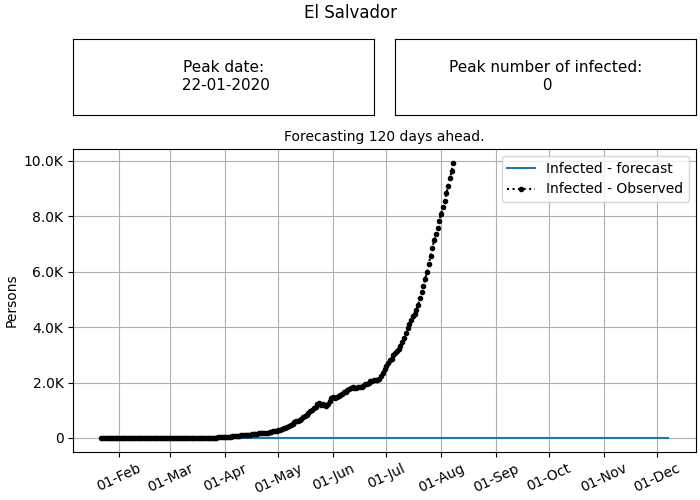 El Salvador
Peak date:
22-01-2020
Peak number of infected:
0
Forecasting 120 days ahead.
Infected - forecast
Infected - Observed
Persons
10.0K
8.0K
6.0K
4.0K
2.0K
0
01-Feb
01-Mar
01-Apr
01-May
01-Jun
01-Jul
01-Aug
01-Sep
01-Oct
01-Nov
01-Dec